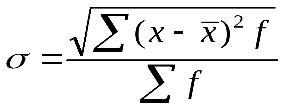 σ = √∑(x - x̅)² f / ∑ f